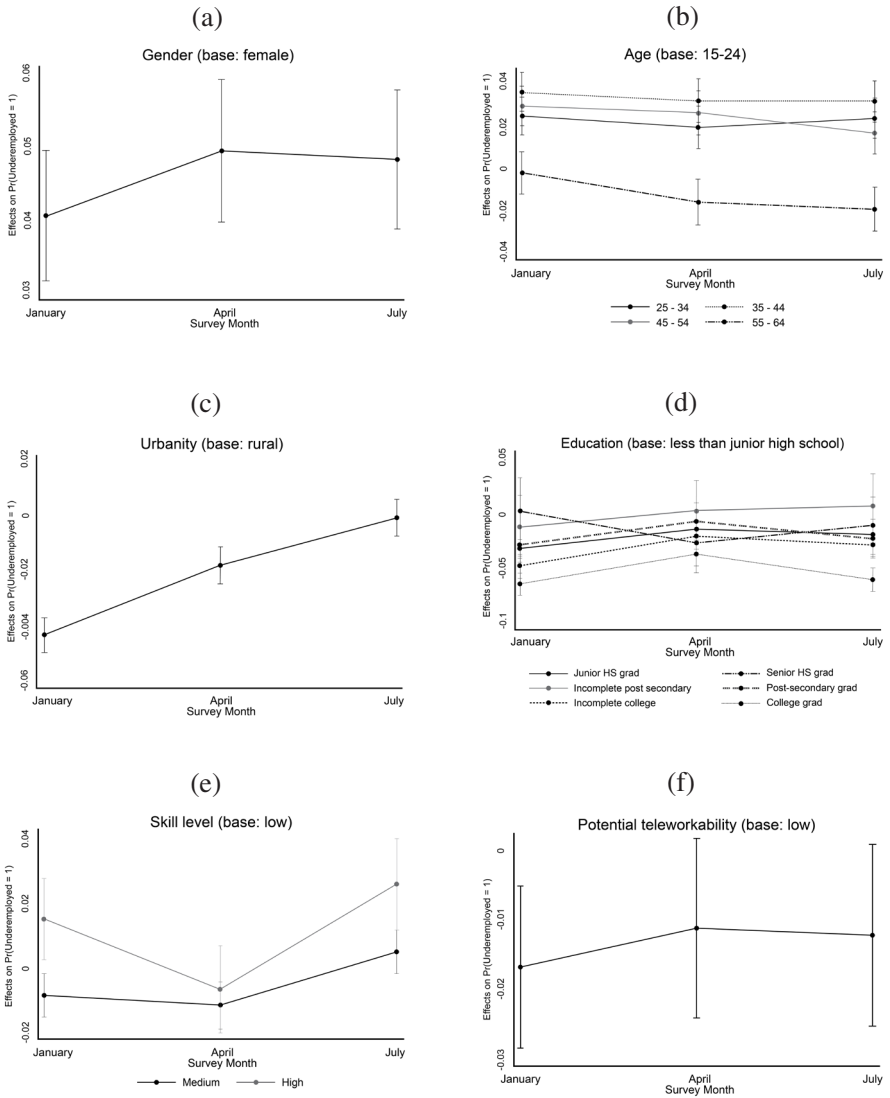 (a)
Gender (base: female)
Effects on Pr(Underemployed = 1)
0.06
0.05
0.04
0.03
January
April
July
Survey Month
(b)
Age (base: 15-24)
Effects on Pr(Underemployed = 1)
0.04
0.02
0
-0.02
-0.04
January
April
July
Survey Month
25 - 34
35 - 44
45 - 54
55 - 64
(c)
Urbanity (base: rural)
Effects on Pr(Underemployed = 1)
0.02
0
-0.02
-0.004
-0.06
January
April
July
Survey Month
(d)
Education (base: less than junior high school)
Effects on Pr(Underemployed = 1)
0.05
0
-0.05
-0.1
January
April
July
Survey Month
Junior HS grad
Senior HS grad
Incomplete post secondary
Post-secondary grad
Incomplete college
College grad
(e)
Skill level (base: low)
Effects on Pr(Underemployed = 1)
0.04
0.02
0
-0.02
January
April
July
Survey Month
Medium
High
(f)
Potential teleworkability (base: low)
Effects on Pr(Underemployed = 1)
0
-0.01
-0.02
-0.03
January
April
July
Survey Month